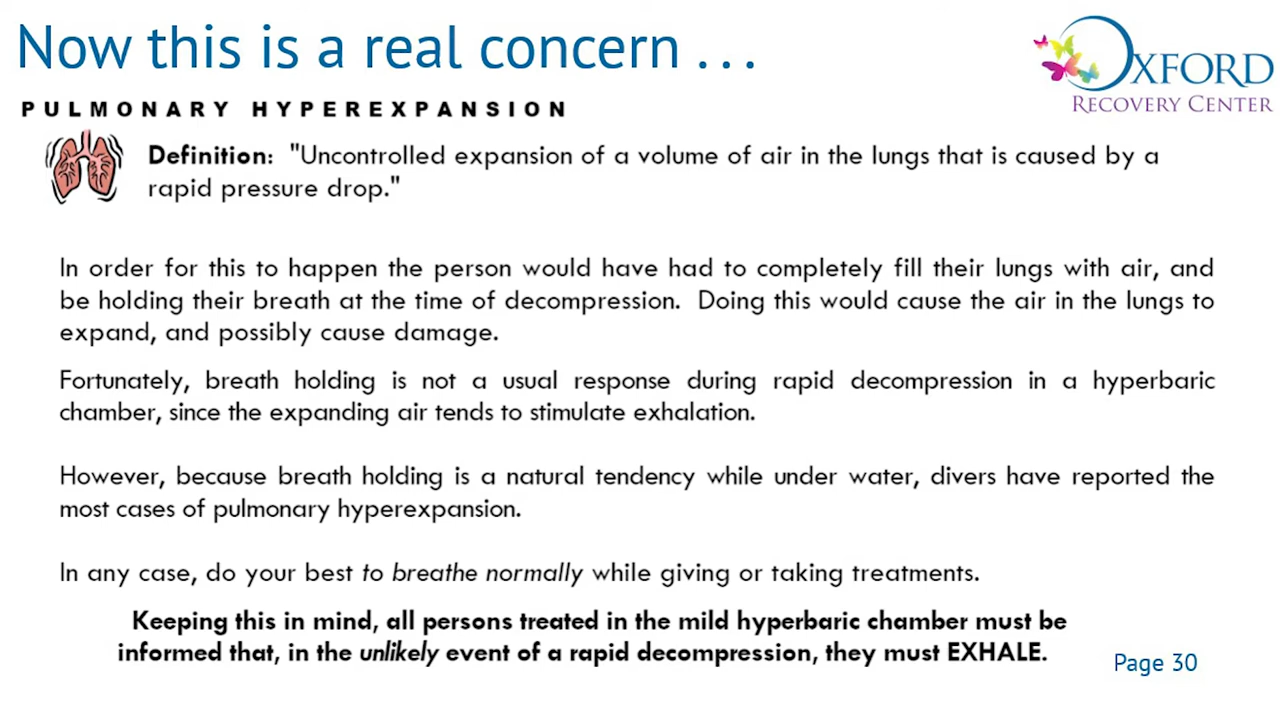 Now this is a real concern . . .
OXFORD
RECOVERY CENTER
PULMONARY HYPEREXPANSION
Definition: "Uncontrolled expansion of a volume of air in the lungs that is caused by a
rapid pressure drop."
In order for this to happen the person would have had to completely fill their lungs with air, and
be holding their breath at the time of decompression. Doing this would cause the air in the lungs to
expand, and possibly cause damage.
Fortunately, breath holding is not a usual response during rapid decompression in a hyperbaric
chamber, since the expanding air tends to stimulate exhalation.
However, because breath holding is a natural tendency while under water, divers have reported the
most cases of pulmonary hyperexpansion.
In any case, do your best to breathe normally while giving or taking treatments.
Keeping this in mind, all persons treated in the mild hyperbaric chamber must be
informed that, in the unlikely event of a rapid decompression, they must EXHALE.
Page 30